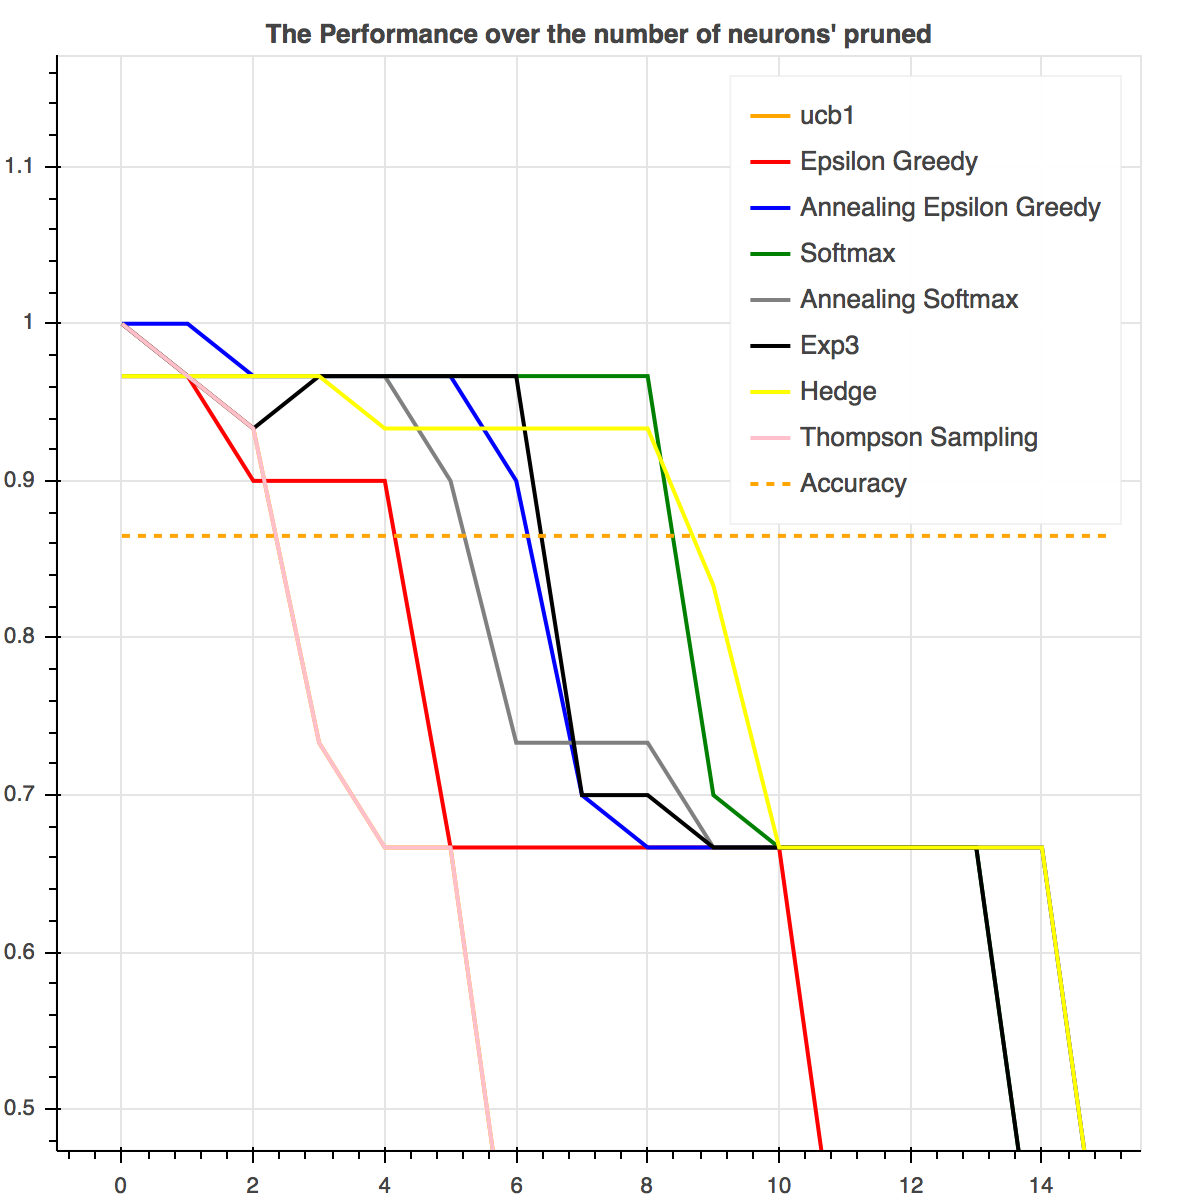 The Performance over the number of neurons' pruned
ucb1
Epsilon Greedy
Annealing Epsilon Greedy
Softmax
Annealing Softmax
Exp3
Hedge
Thompson Sampling
Accuracy
1.1
1
0.9
0.8
0.7
0.6
0.5
0 2 4 6 8 10 12 14